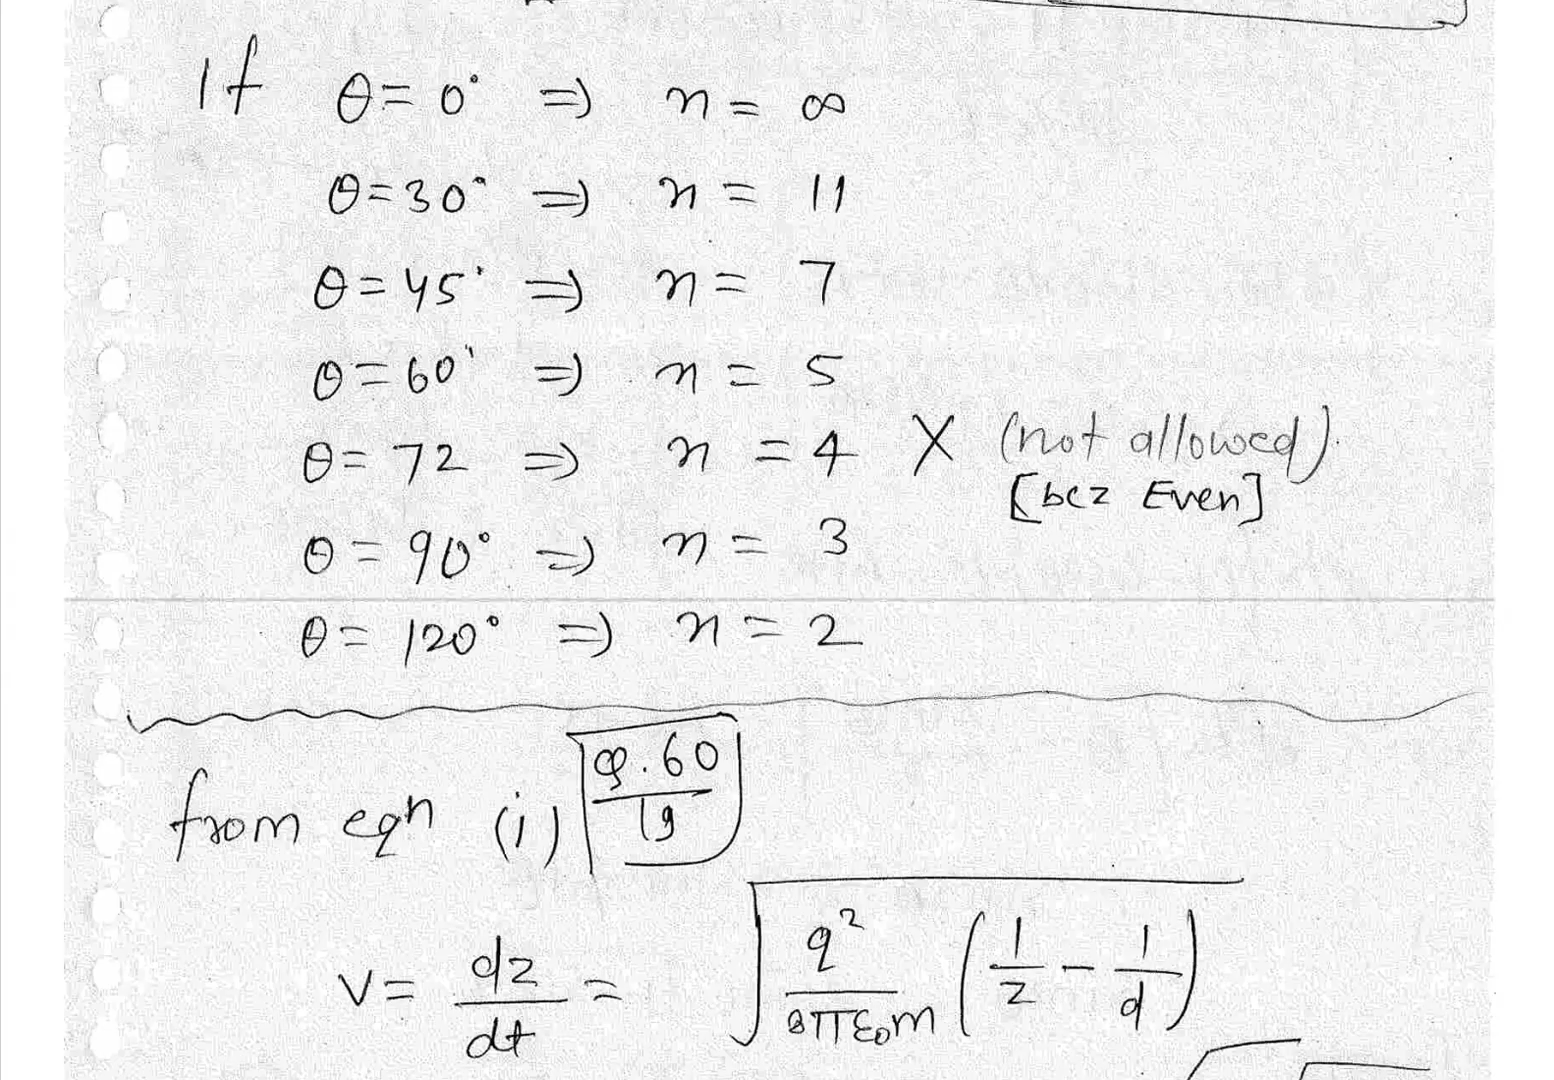 If θ = 0° ⇒ n = ∞
θ = 30° ⇒ n = 11
θ = 45° ⇒ n = 7
θ = 60° ⇒ n = 5
θ = 72 ⇒ n = 4 X (not allowed)
[bcz Even]
θ = 90° ⇒ n = 3
θ = 120° ⇒ n = 2
from eqn (i) Q.60/19
v = dz/dt = √(q²/8πε₀m (1/z - 1/d))